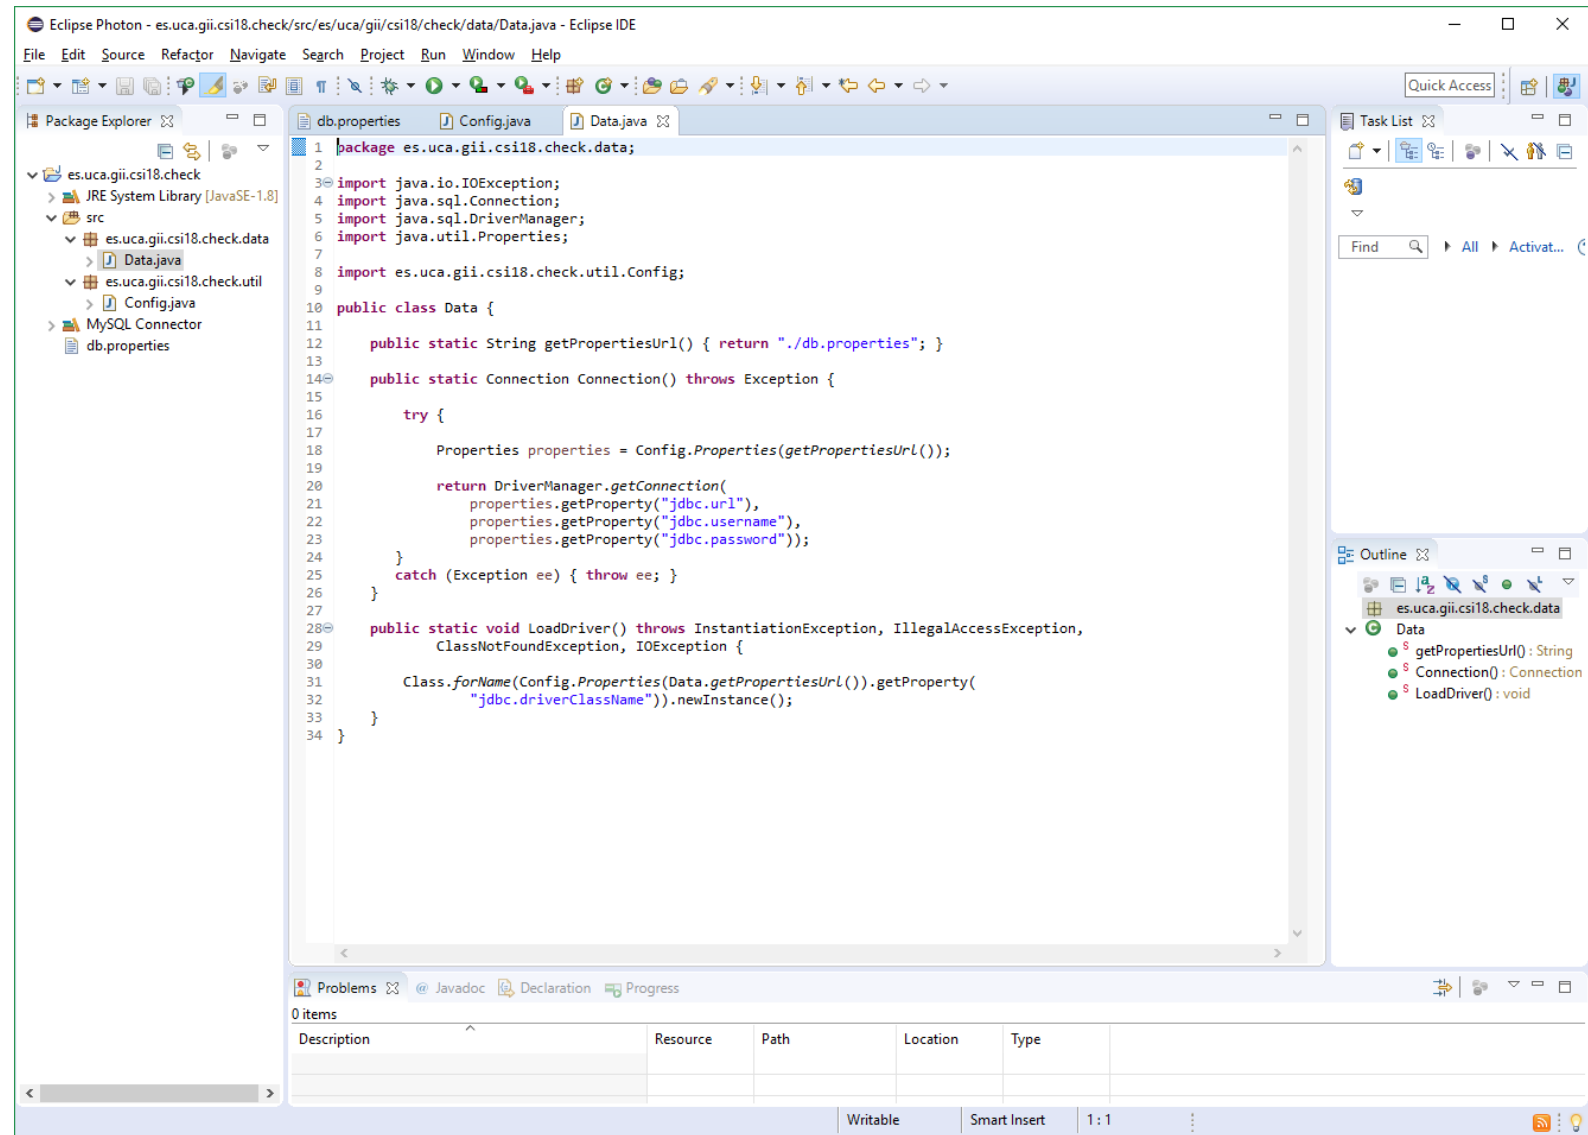 Eclipse Photon - es.uca.gii.csi18.check/src/es/uca/gii/csi18/check/data/Data.java - Eclipse IDE
File Edit Source Refactor Navigate Search Project Run Window Help
Quick Access
Package Explorer
es.uca.gii.csi18.check
JRE System Library [JavaSE-1.8]
src
es.uca.gii.csi18.check.data
Data.java
es.uca.gii.csi18.check.util
Config.java
MySQL Connector
db.properties
db.properties Config.java Data.java
1 package es.uca.gii.csi18.check.data;
2
3 import java.io.IOException;
4 import java.sql.Connection;
5 import java.sql.DriverManager;
6 import java.util.Properties;
7
8 import es.uca.gii.csi18.check.util.Config;
9
10 public class Data {
11
12 public static String getPropertiesUrl() { return "./db.properties"; }
13
14 public static Connection Connection() throws Exception {
15
16 try {
17
18 Properties properties = Config.Properties(getPropertiesUrl());
19
20 return DriverManager.getConnection(
21 properties.getProperty("jdbc.url"),
22 properties.getProperty("jdbc.username"),
23 properties.getProperty("jdbc.password"));
24 }
25 catch (Exception ee) { throw ee; }
26 }
27
28 public static void LoadDriver() throws InstantiationException, IllegalAccessException,
29 ClassNotFoundException, IOException {
30
31 Class.forName(Config.Properties(Data.getPropertiesUrl()).getProperty(
32 "jdbc.driverClassName")).newInstance();
33 }
34 }
Task List
Find All Activat...
Outline
es.uca.gii.csi18.check.data
Data
getPropertiesUrl() : String
Connection() : Connection
LoadDriver() : void
Problems @ Javadoc Declaration Progress
0 items
Description Resource Path Location Type
Writable Smart Insert 1 : 1